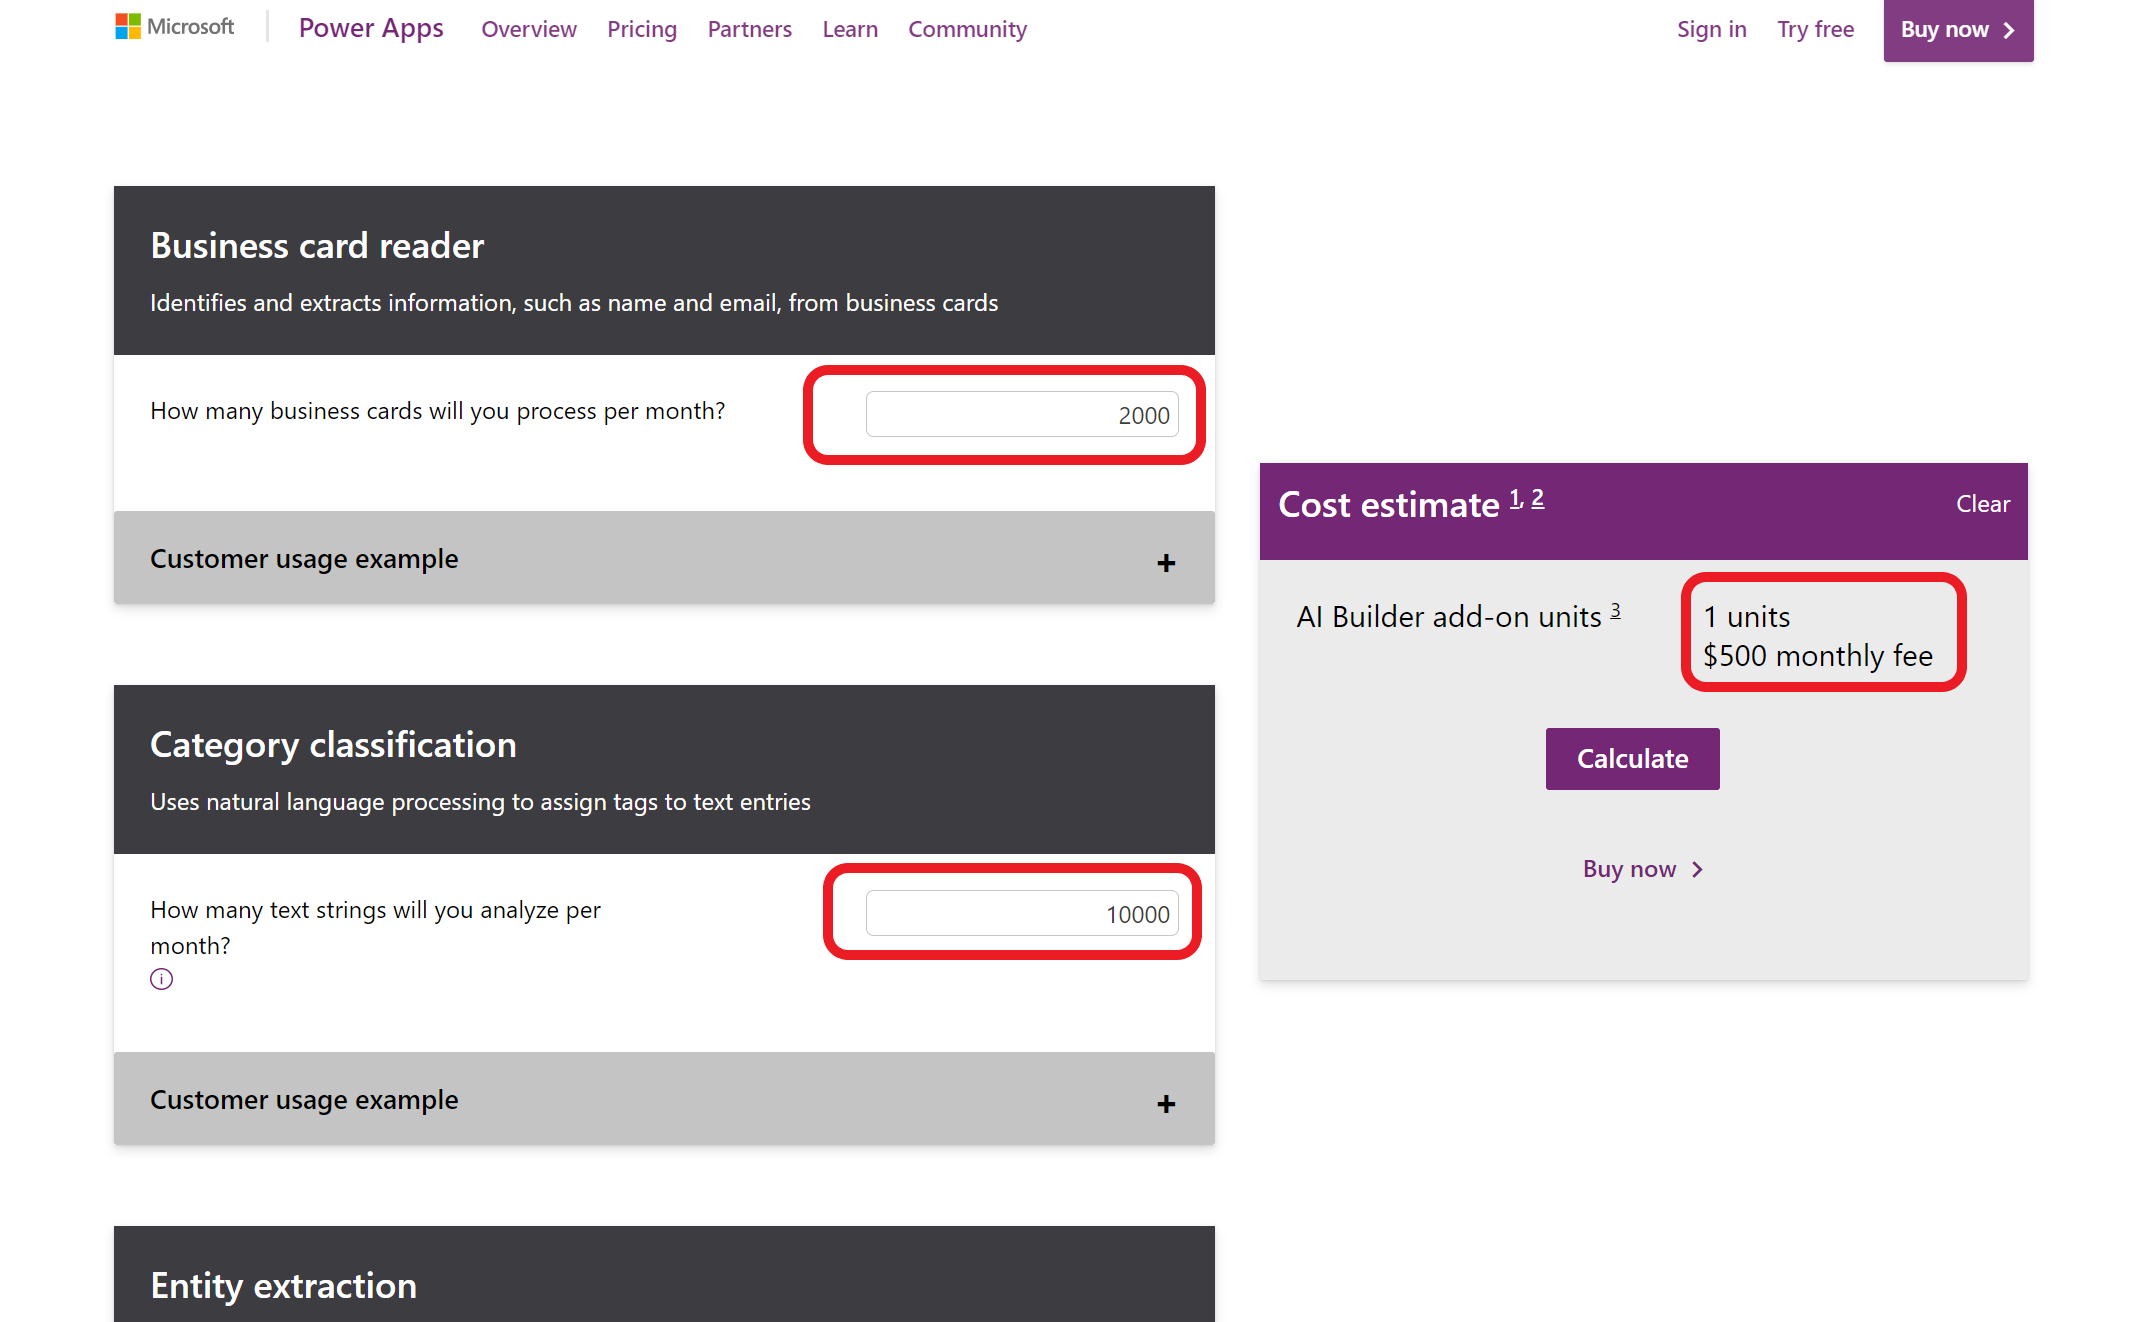 Microsoft
Power Apps
Overview
Pricing
Partners
Learn
Community
Sign in
Try free
Buy now
Business card reader
Identifies and extracts information, such as name and email, from business cards
How many business cards will you process per month?
2000
Customer usage example
+
Category classification
Uses natural language processing to assign tags to text entries
How many text strings will you analyze per
month?
10000
Customer usage example
+
Entity extraction
Cost estimate 1, 2
Clear
AI Builder add-on units 3
1 units
$500 monthly fee
Calculate
Buy now